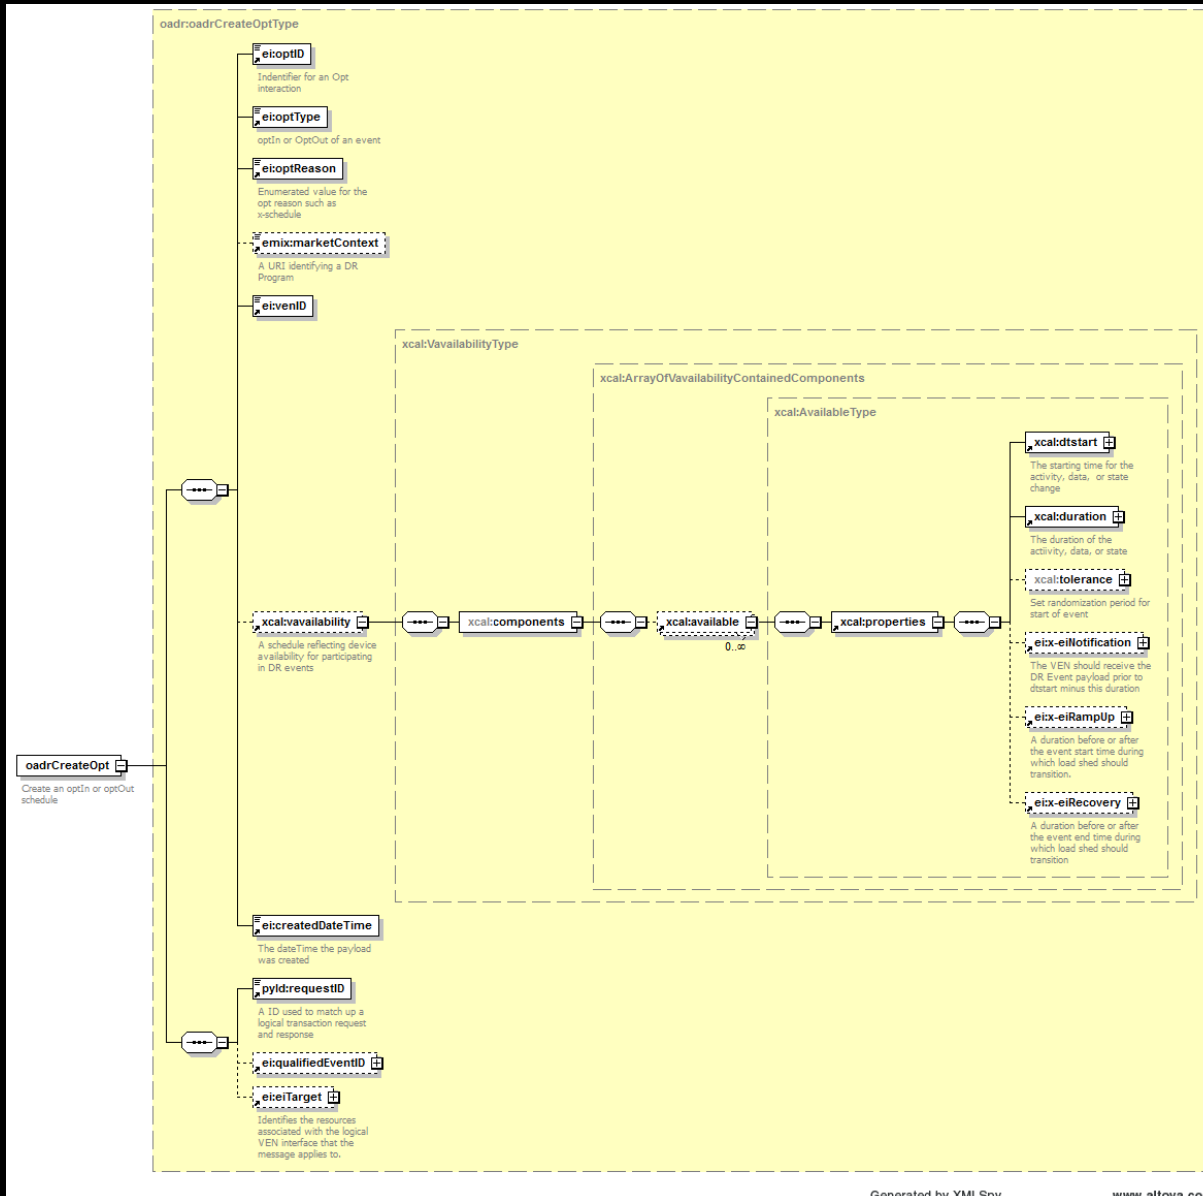 oadr:oadrCreateOptType
ei:optID
Indentifier for an Opt
interaction
ei:optType
optIn or OptOut of an event
ei:optReason
Enumerated value for the
opt reason such as
x-schedule
emix:marketContext
A URI identifying a DR
Program
ei:venID
xcal:VavailabilityType
xcal:ArrayOfVavailabilityContainedComponents
xcal:AvailableType
xcal:dtstart
The starting time for the
activity, data, or state
change
xcal:duration
The duration of the
actiivity, data, or state
xcal:tolerance
Set randomization period for
start of event
xcal:vavailability
A schedule reflecting device
availability for participating
in DR events
xcal:components
xcal:available
0..∞
xcal:properties
ei:x-eiNotification
The VEN should receive the
DR Event payload prior to
dtstart minus this duration
ei:x-eiRampUp
A duration before or after
the event start time during
which load shed should
transition.
ei:x-eiRecovery
A duration before or after
the event end time during
which load shed should
transition
oadrCreateOpt
Create an optIn or optOut
schedule
ei:createdDateTime
The dateTime the payload
was created
pyld:requestID
A ID used to match up a
logical transaction request
and response
ei:qualifiedEventID
ei:eiTarget
Identifies the resources
associated with the logical
VEN interface that the
message applies to.
Generated by XMLSpy
www.altova.co